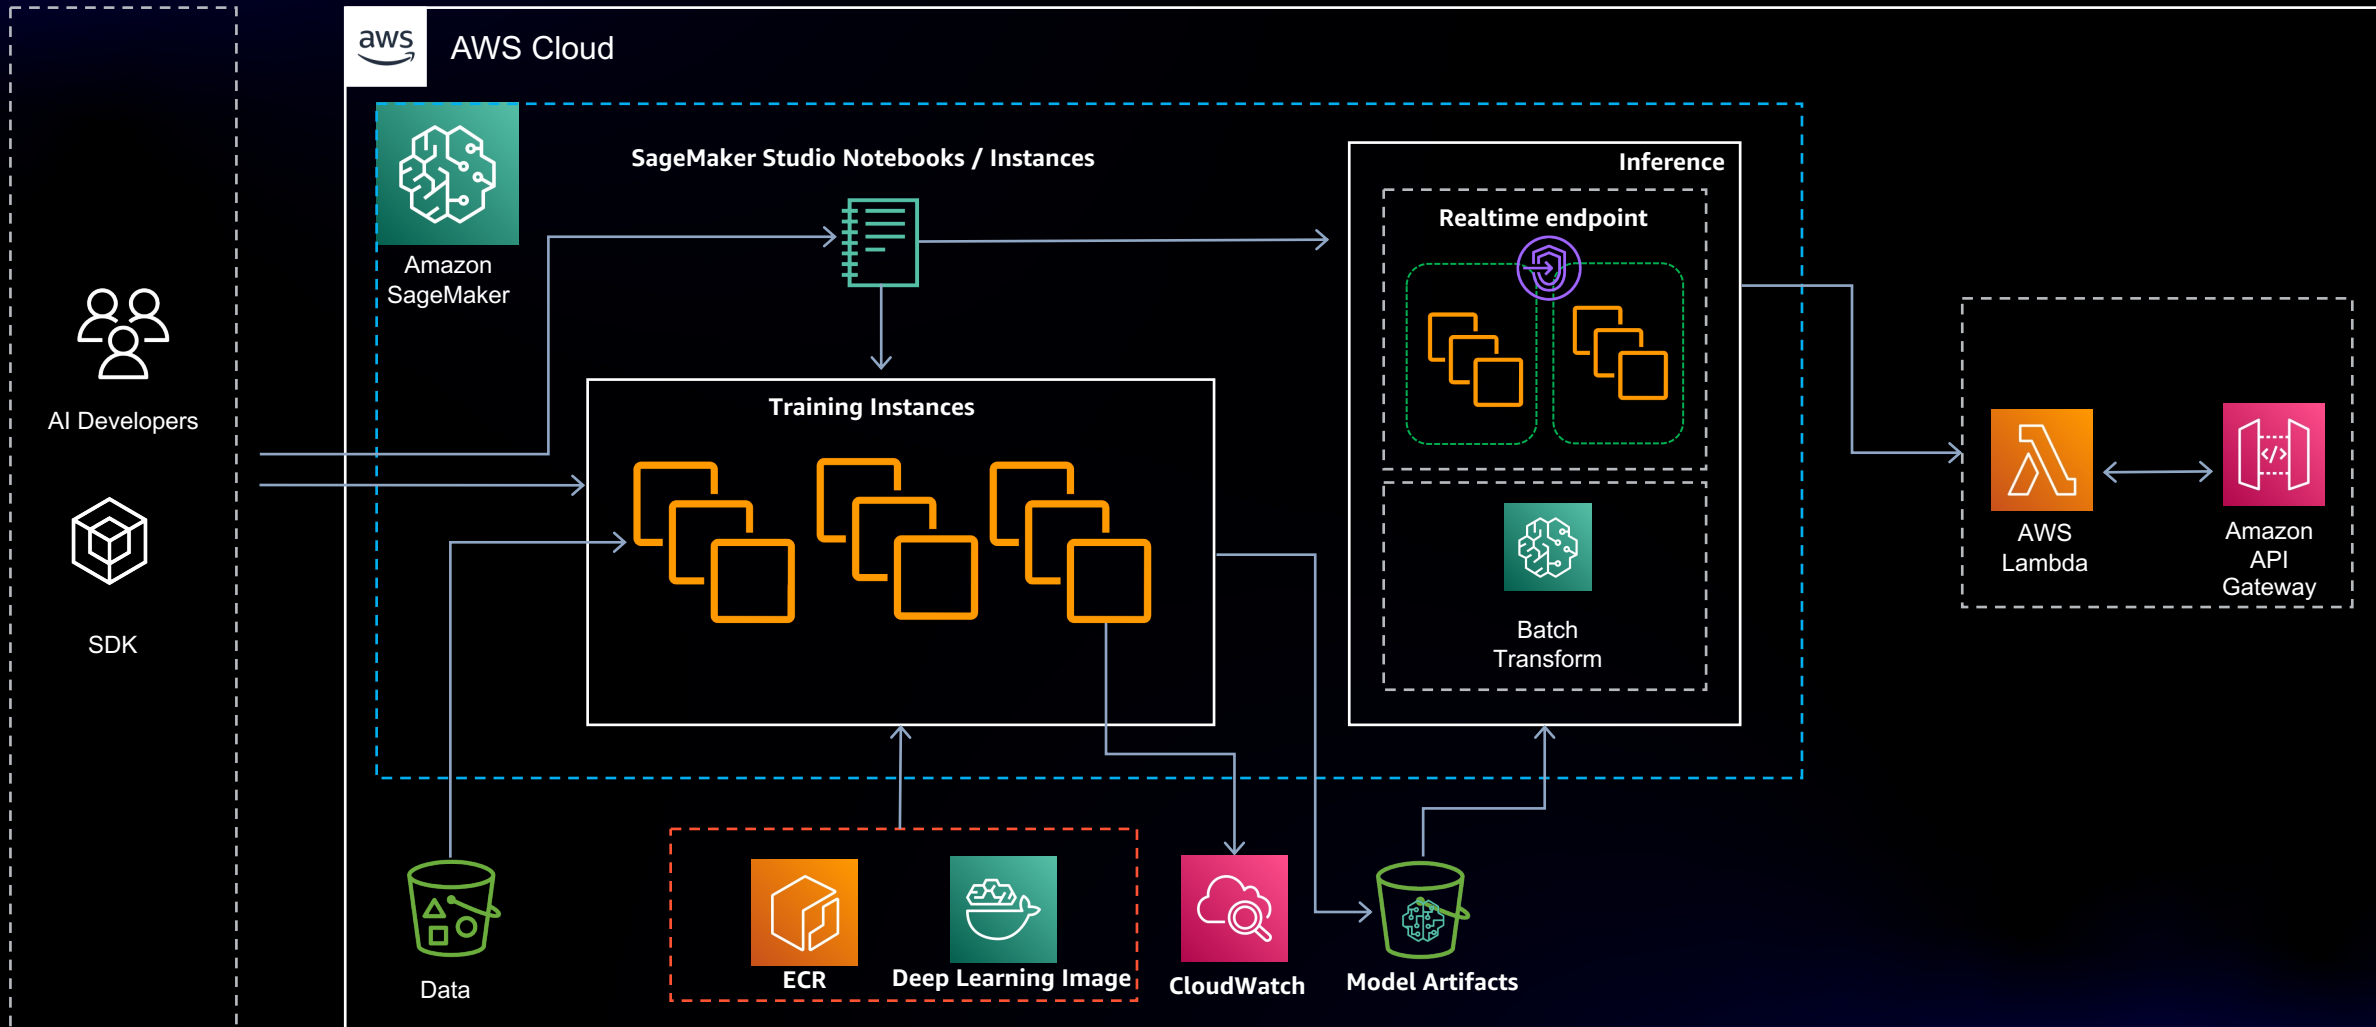 aws
AWS Cloud
Amazon
SageMaker
SageMaker Studio Notebooks / Instances
Inference
Realtime endpoint
AI Developers
SDK
Training Instances
Batch
Transform
</>
AWS
Lambda
Amazon
API
Gateway
Data
ECR
Deep Learning Image
CloudWatch
Model Artifacts